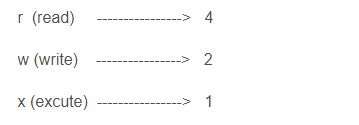 r (read) ----------------> 4
w (write) ----------------> 2
x (excute) ----------------> 1